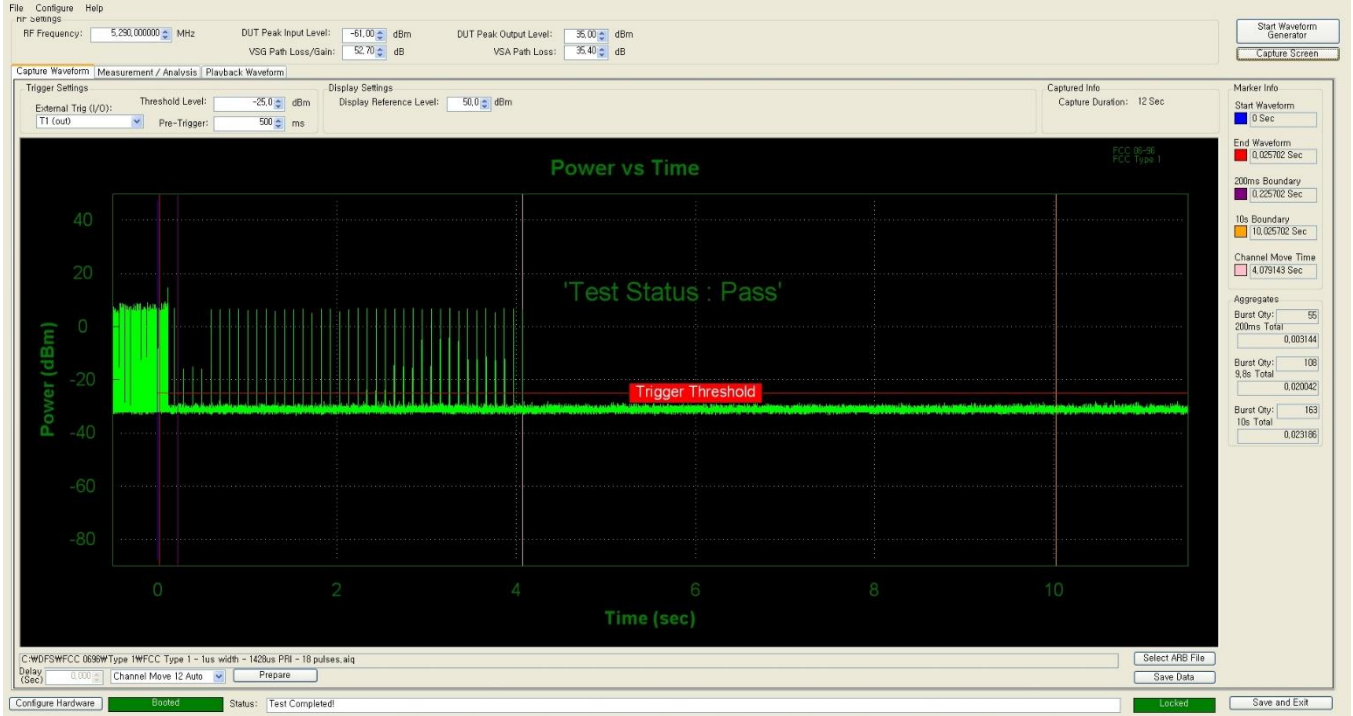 File Configure Help
RF Settings
RF Frequency: 5,290,000000 MHz DUT Peak Input Level: -61,00 dBm DUT Peak Output Level: 35,00 dBm
VSG Path Loss/Gain: 52,70 dB VSA Path Loss: 35,40 dB
Start Waveform Generator
Capture Screen
Capture Waveform Measurement / Analysis Playback Waveform
Trigger Settings
External Trig (I/O): Threshold Level: -25,0 dBm
T1 (out) Pre-Trigger: 500 ms
Display Settings
Display Reference Level: 50,0 dBm
Captured Info
Capture Duration: 12 Sec
Marker Info
Start Waveform
0 Sec
End Waveform
0,025702 Sec
200ms Boundary
0,225702 Sec
10s Boundary
10,025702 Sec
Channel Move Time
4,079143 Sec
Aggregates
Burst Qty: 55
200ms Total
0,003144
Burst Qty: 108
9,8s Total
0,020042
Burst Qty: 163
10s Total
0,023186
FCC 06-96
FCC Type 1
Power vs Time
'Test Status : Pass'
Trigger Threshold
Power (dBm)
40
20
0
-20
-40
-60
-80
0 2 4 6 8 10
Time (sec)
C:₩DFS₩FCC 0696₩Type 1₩FCC Type 1 - 1us width - 1428us PRI - 18 pulses.aiq
Select ARB File
Delay (Sec) 0,000 Channel Move 12 Auto Prepare
Save Data
Configure Hardware Booted Status: Test Completed! Locked Save and Exit